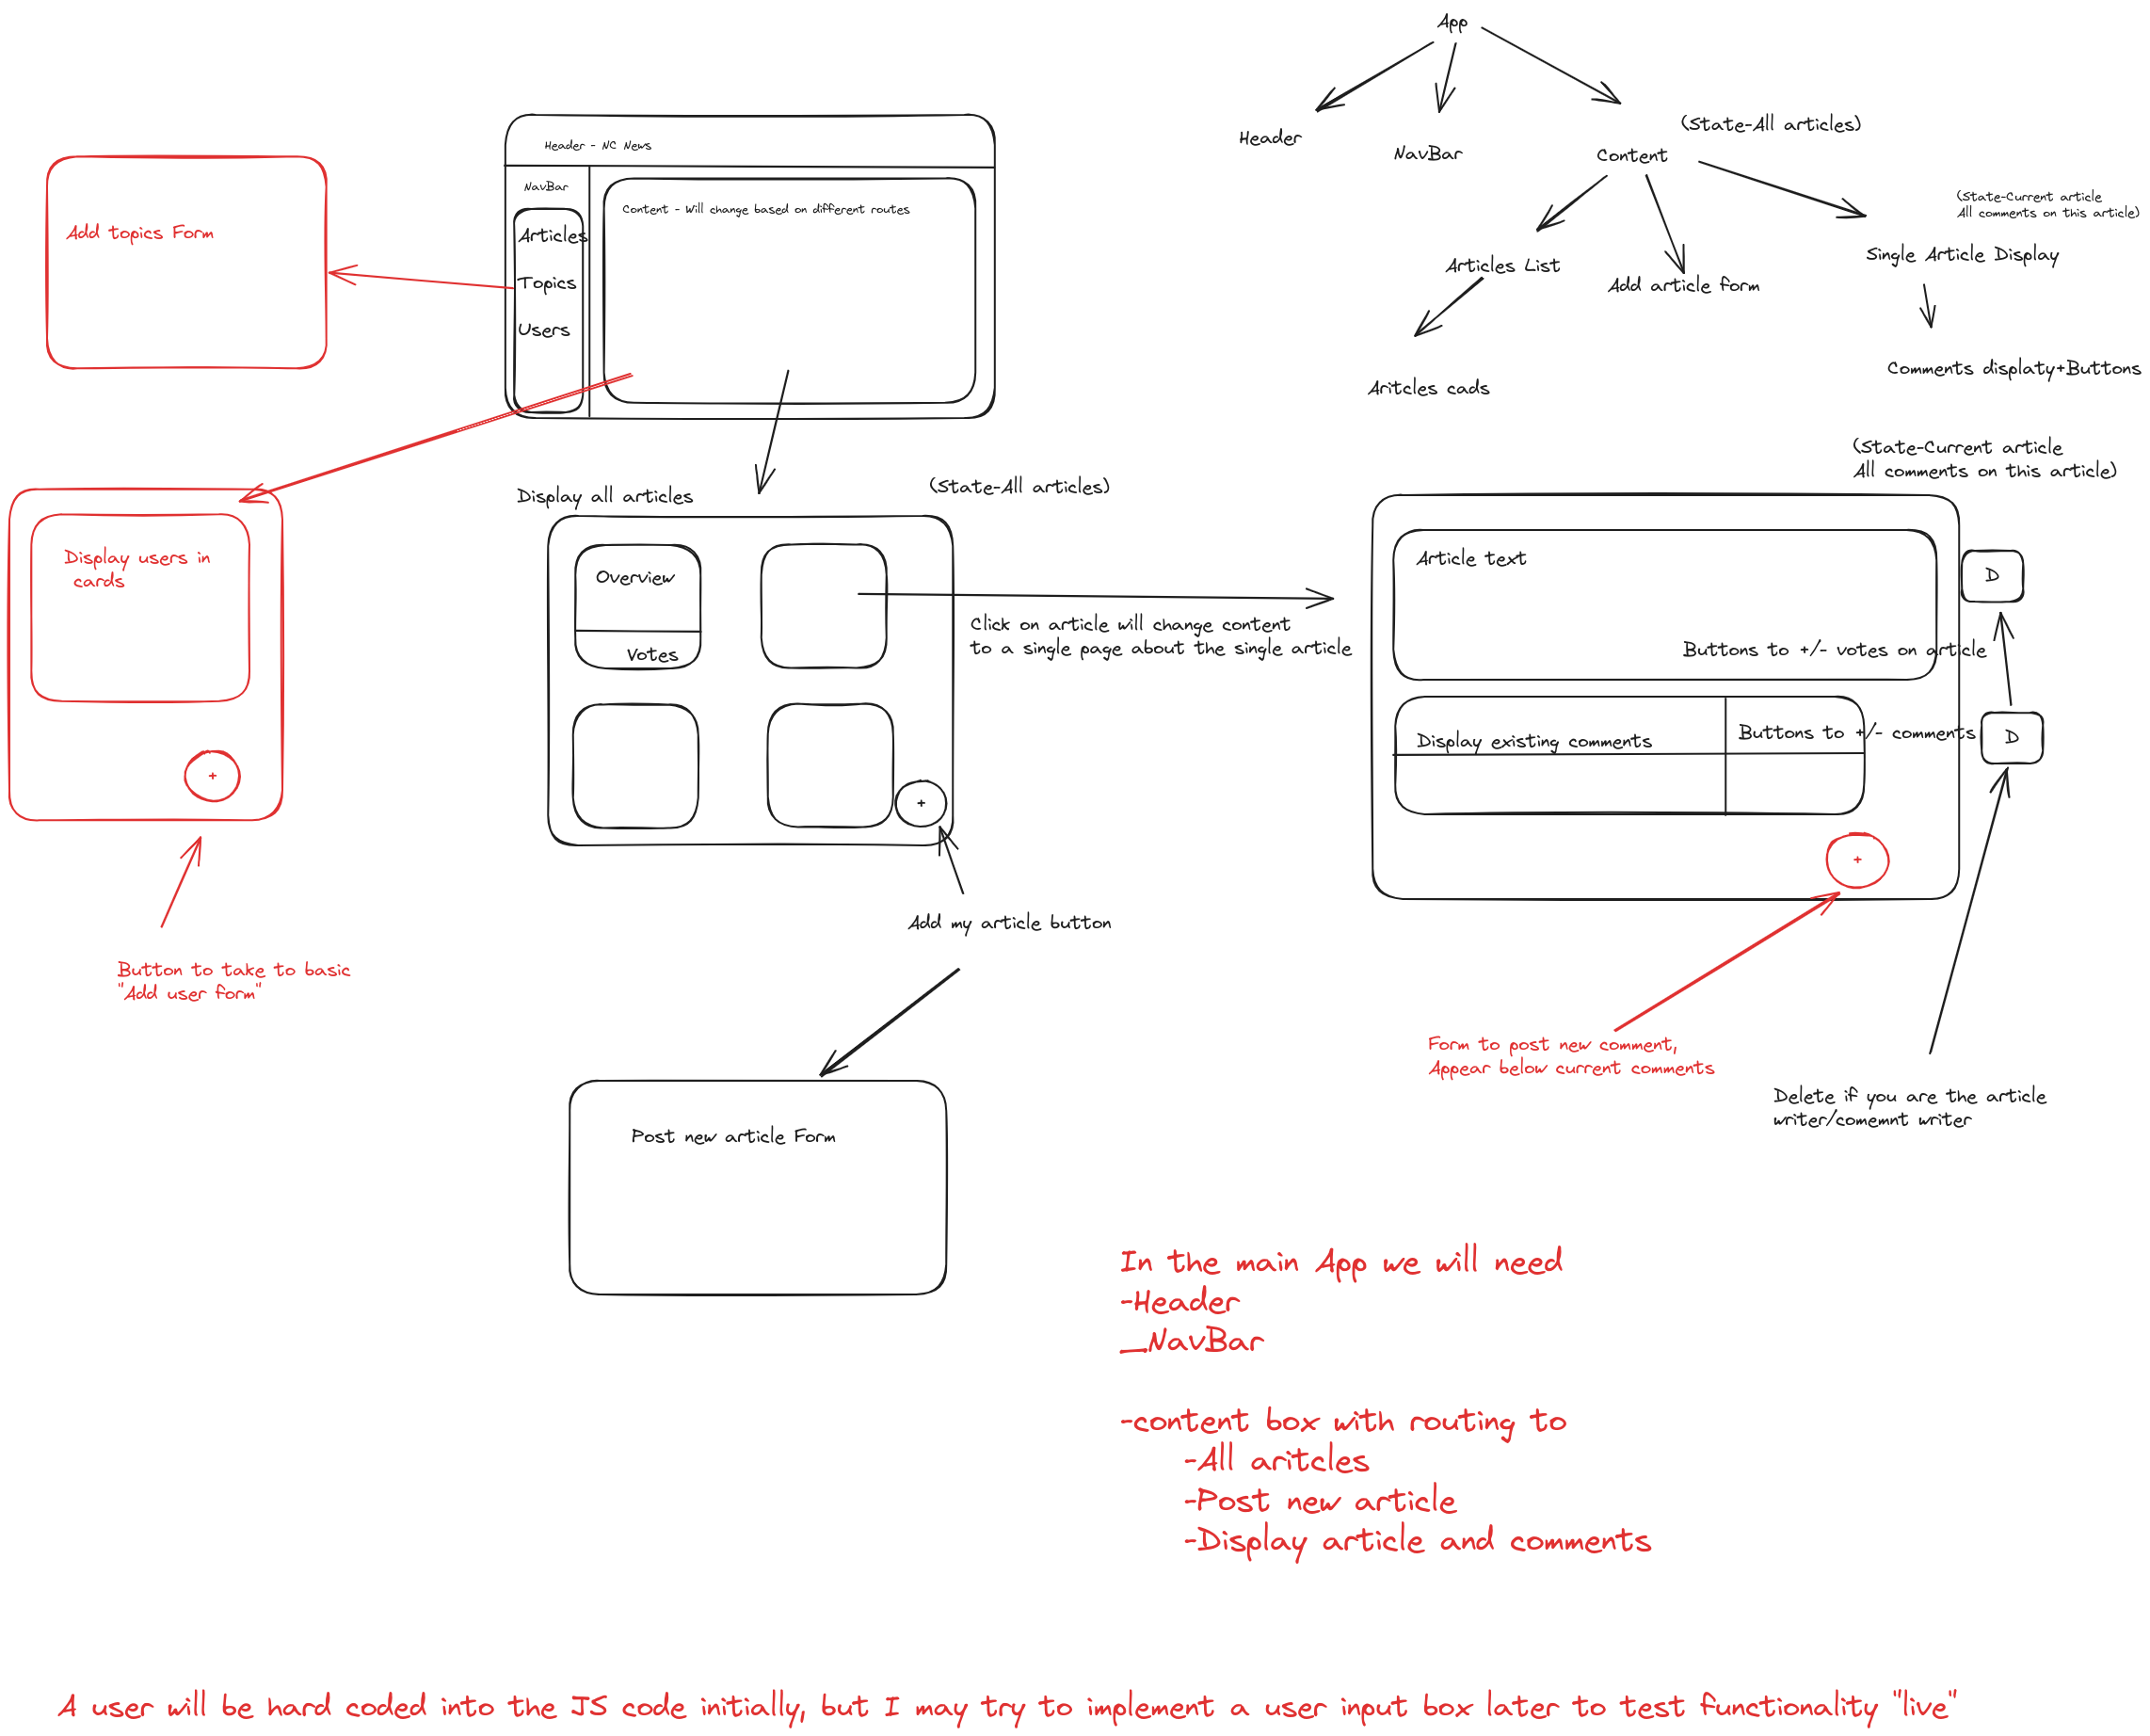 App
Header
NavBar
(State-All articles)
Content
(State-Current article
All comments on this article)
Articles List
Add article form
Single Article Display
Aritcles cads
Comments displaty+Buttons
Header - NC News
NavBar
Articles
Topics
Users
Content - Will change based on different routes
Add topics Form
Display users in
cards
+
Button to take to basic
"Add user form"
Display all articles
(State-All articles)
Overview
Votes
+
Click on article will change content
to a single page about the single article
Add my article button
Post new article Form
(State-Current article
All comments on this article)
Article text
Buttons to +/- votes on article
D
Display existing comments
Buttons to +/- comments
D
+
Form to post new comment,
Appear below current comments
Delete if you are the article
writer/comemnt writer
In the main App we will need
-Header
_NavBar
-content box with routing to
-All aritcles
-Post new article
-Display article and comments
A user will be hard coded into the JS code initially, but I may try to implement a user input box later to test functionality "live"